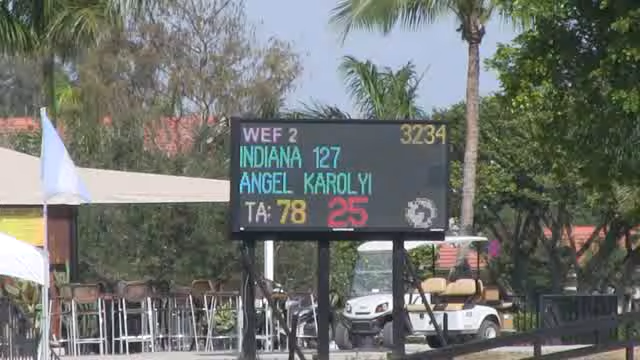 WEF 2 3234
INDIANA 127
ANGEL KAROLYI
TA: 78 25